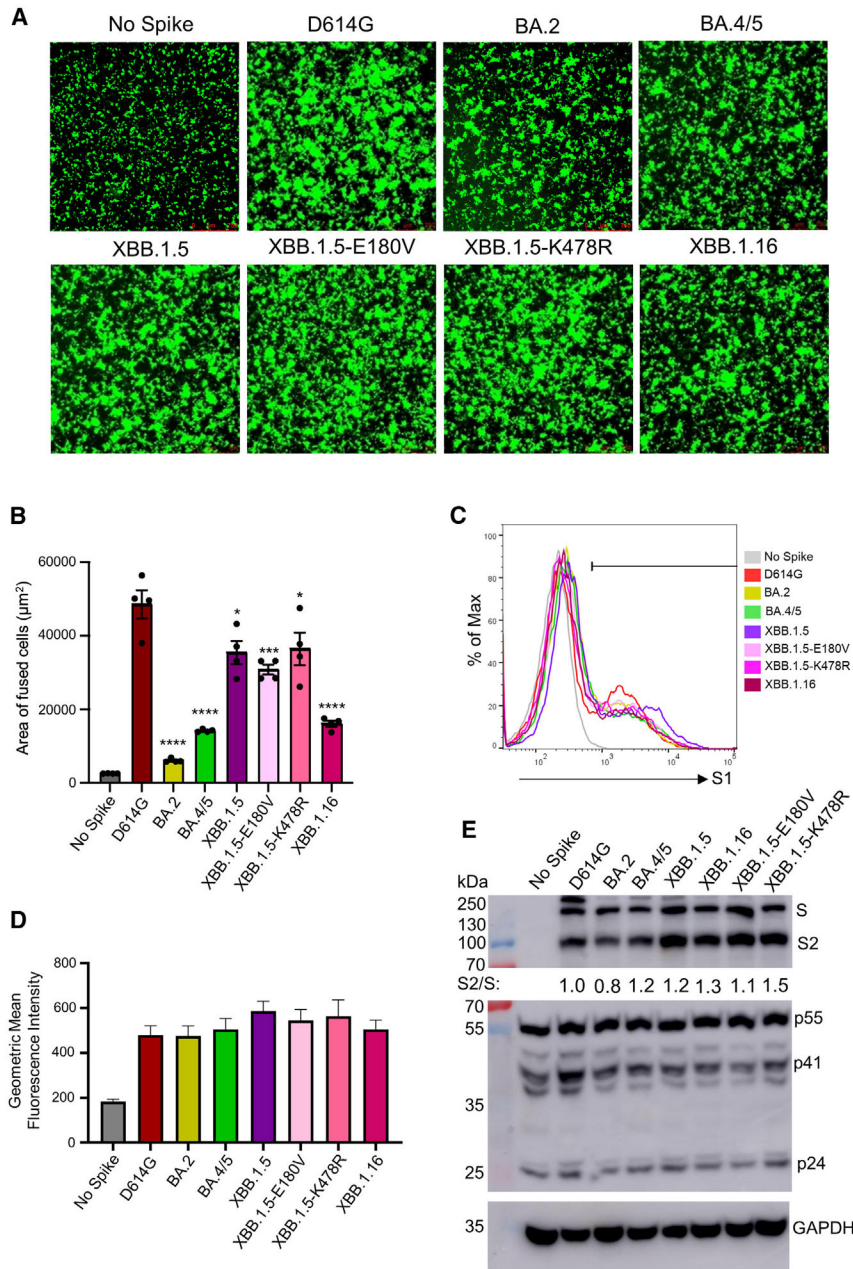 A
No Spike D614G BA.2 BA.4/5
XBB.1.5 XBB.1.5-E180V XBB.1.5-K478R XBB.1.16
B
Area of fused cells (µm²)
60000
40000
20000
0
**** **** * *** * ****
No Spike D614G BA.2 BA.4/5 XBB.1.5 XBB.1.5-E180V XBB.1.5-K478R XBB.1.16
C
% of Max
100
80
60
40
20
0
10² 10³ 10⁴ 10⁵
S1
No Spike
D614G
BA.2
BA.4/5
XBB.1.5
XBB.1.5-E180V
XBB.1.5-K478R
XBB.1.16
D
Geometric Mean
Fluorescence Intensity
800
600
400
200
0
No Spike D614G BA.2 BA.4/5 XBB.1.5 XBB.1.5-E180V XBB.1.5-K478R XBB.1.16
E
No Spike D614G BA.2 BA.4/5 XBB.1.5 XBB.1.16 XBB.1.5-E180V XBB.1.5-K478R
kDa
250 S
130
100 S2
70
S2/S: 1.0 0.8 1.2 1.2 1.3 1.1 1.5
70
55 p55
p41
35
25 p24
35 GAPDH